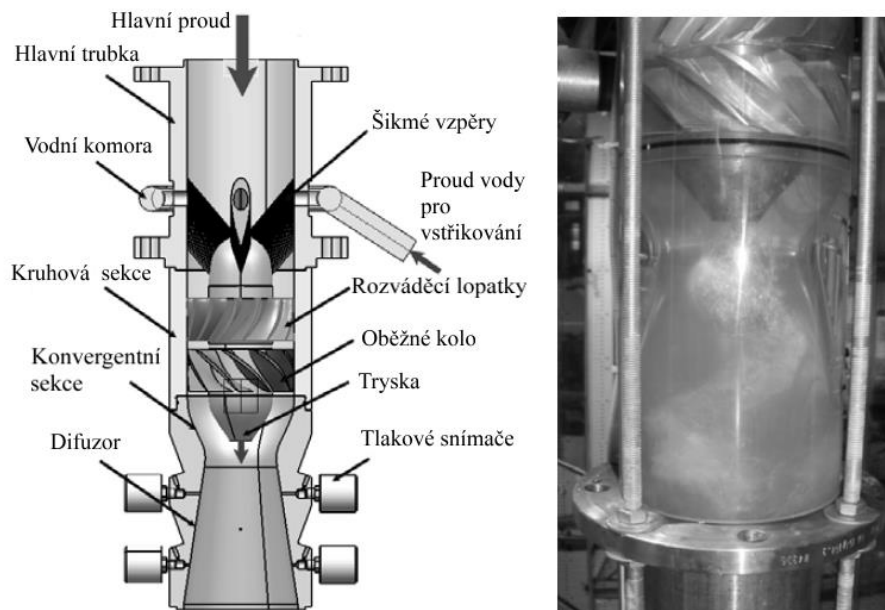 Hlavní proud
Hlavní trubka
Šikmé vzpěry
Vodní komora
Proud vody
pro
vstřikování
Kruhová sekce
Rozváděcí lopatky
Oběžné kolo
Konvergentní
sekce
Tryska
Difuzor
Tlakové snímače